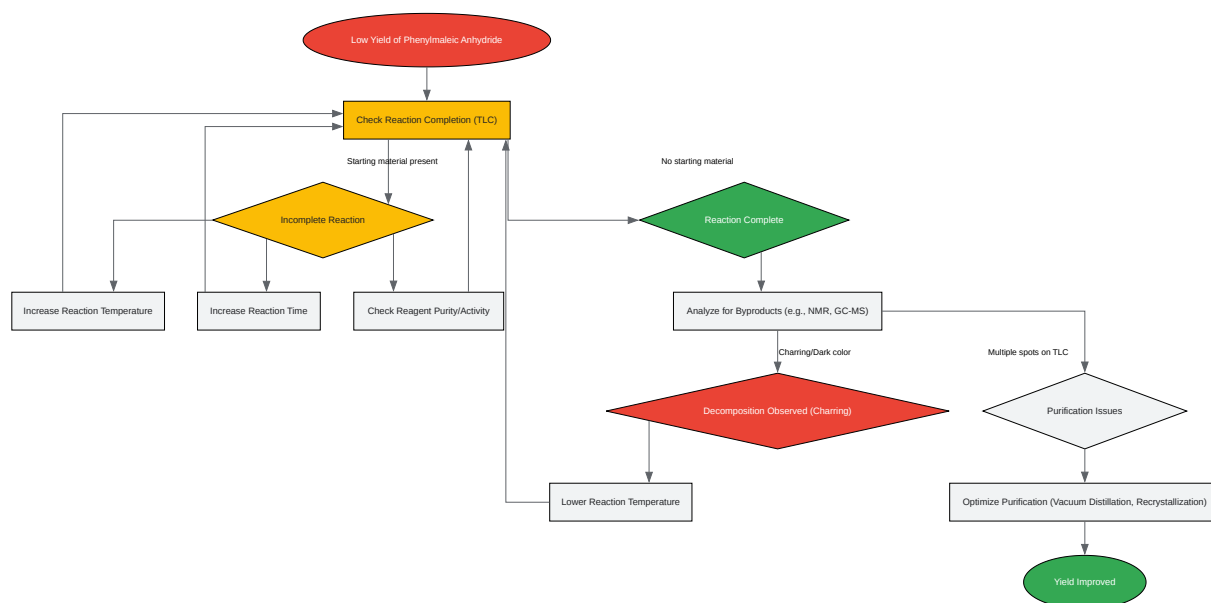 Low Yield of Phenylmaleic Anhydride
Check Reaction Completion (TLC)
Starting material present
No starting material
Incomplete Reaction
Reaction Complete
Increase Reaction Temperature
Increase Reaction Time
Check Reagent Purity/Activity
Analyze for Byproducts (e.g., NMR, GC-MS)
Charring/Dark color
Multiple spots on TLC
Decomposition Observed (Charring)
Purification Issues
Lower Reaction Temperature
Optimize Purification (Vacuum Distillation, Recrystallization)
Yield Improved